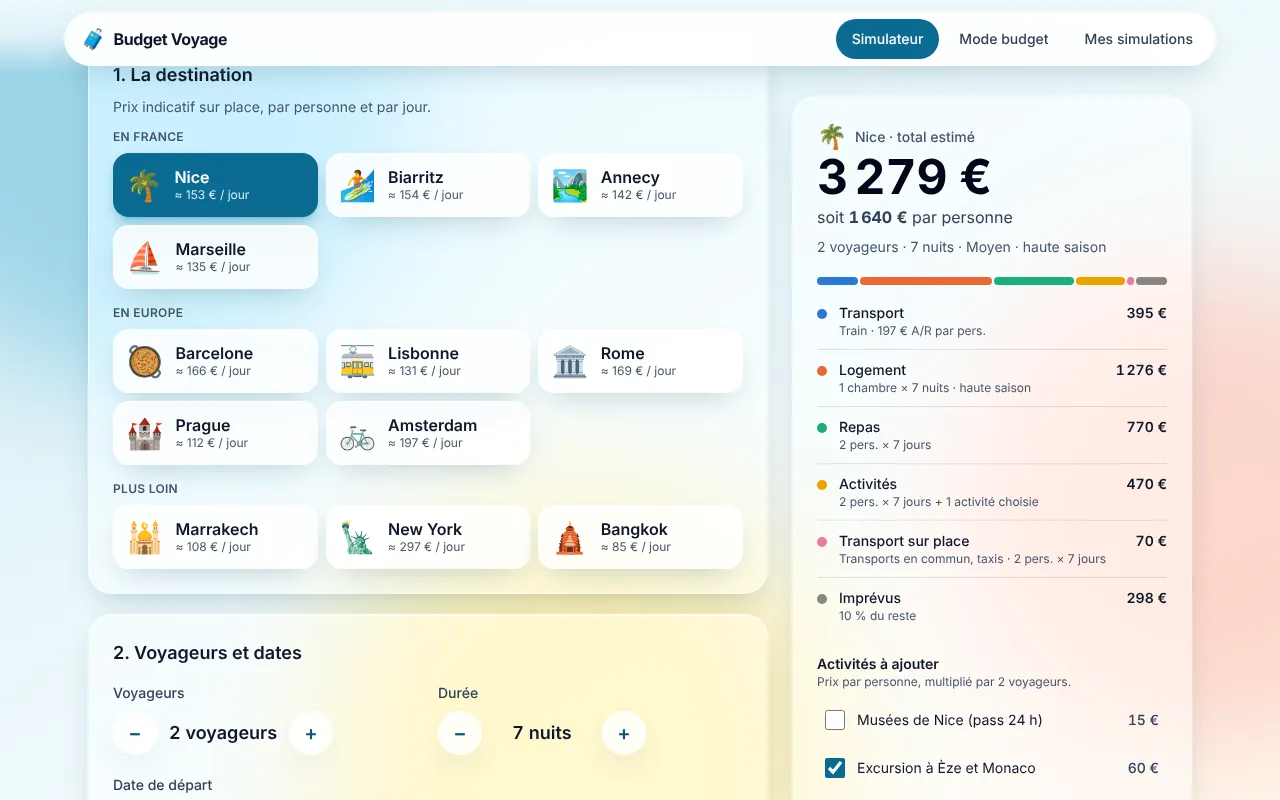 Budget Voyage
Simulateur
Mode budget
Mes simulations
1. La destination
Prix indicatif sur place, par personne et par jour.
EN FRANCE
Nice
≈ 153 € / jour
Biarritz
≈ 154 € / jour
Annecy
≈ 142 € / jour
Marseille
≈ 135 € / jour
EN EUROPE
Barcelone
≈ 166 € / jour
Lisbonne
≈ 131 € / jour
Rome
≈ 169 € / jour
Prague
≈ 112 € / jour
Amsterdam
≈ 197 € / jour
PLUS LOIN
Marrakech
≈ 108 € / jour
New York
≈ 297 € / jour
Bangkok
≈ 85 € / jour
2. Voyageurs et dates
Voyageurs
− 2 voyageurs +
Durée
− 7 nuits +
Date de départ
Nice · total estimé
3 279 €
soit 1 640 € par personne
2 voyageurs · 7 nuits · Moyen · haute saison
Transport 395 €
Train · 197 € A/R par pers.
Logement 1 276 €
1 chambre × 7 nuits · haute saison
Repas 770 €
2 pers. × 7 jours
Activités 470 €
2 pers. × 7 jours + 1 activité choisie
Transport sur place 70 €
Transports en commun, taxis · 2 pers. × 7 jours
Imprévus 298 €
10 % du reste
Activités à ajouter
Prix par personne, multiplié par 2 voyageurs.
Musées de Nice (pass 24 h) 15 €
Excursion à Èze et Monaco 60 €